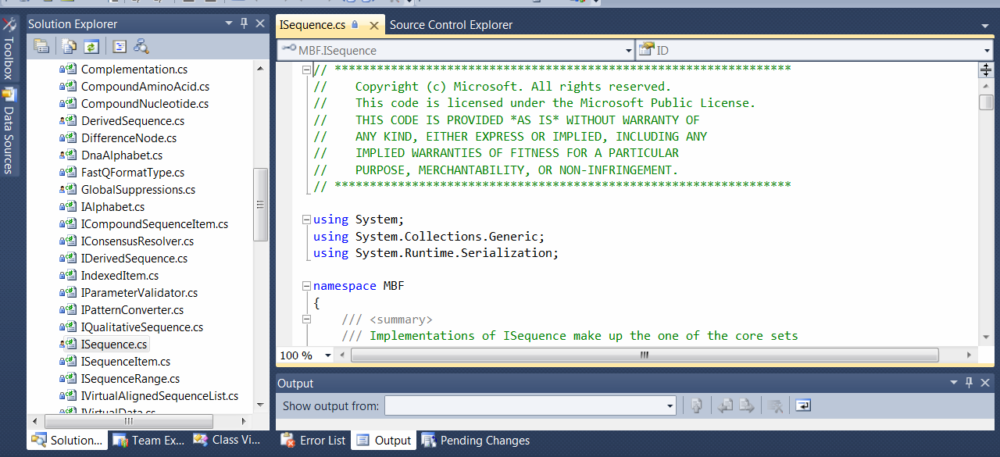 Solution Explorer
Toolbox
Data Sources
Complementation.cs
CompoundAminoAcid.cs
CompoundNucleotide.cs
DerivedSequence.cs
DifferenceNode.cs
DnaAlphabet.cs
FastQFormatType.cs
GlobalSuppressions.cs
IAlphabet.cs
ICompoundSequenceItem.cs
IConsensusResolver.cs
IDerivedSequence.cs
IndexedItem.cs
IParameterValidator.cs
IPatternConverter.cs
IQualitativeSequence.cs
ISequence.cs
ISequenceItem.cs
ISequenceRange.cs
IVirtualAlignedSequenceList.cs
IVirtualData.cs
Solution...
Team Ex...
Class Vi...
ISequence.cs
Source Control Explorer
MBF.ISequence
ID
// *****************************************************************
// Copyright (c) Microsoft. All rights reserved.
// This code is licensed under the Microsoft Public License.
// THIS CODE IS PROVIDED *AS IS* WITHOUT WARRANTY OF
// ANY KIND, EITHER EXPRESS OR IMPLIED, INCLUDING ANY
// IMPLIED WARRANTIES OF FITNESS FOR A PARTICULAR
// PURPOSE, MERCHANTABILITY, OR NON-INFRINGEMENT.
// *****************************************************************
using System;
using System.Collections.Generic;
using System.Runtime.Serialization;
namespace MBF
{
/// <summary>
/// Implementations of ISequence make up the one of the core sets
100 %
Output
Show output from:
Error List
Output
Pending Changes